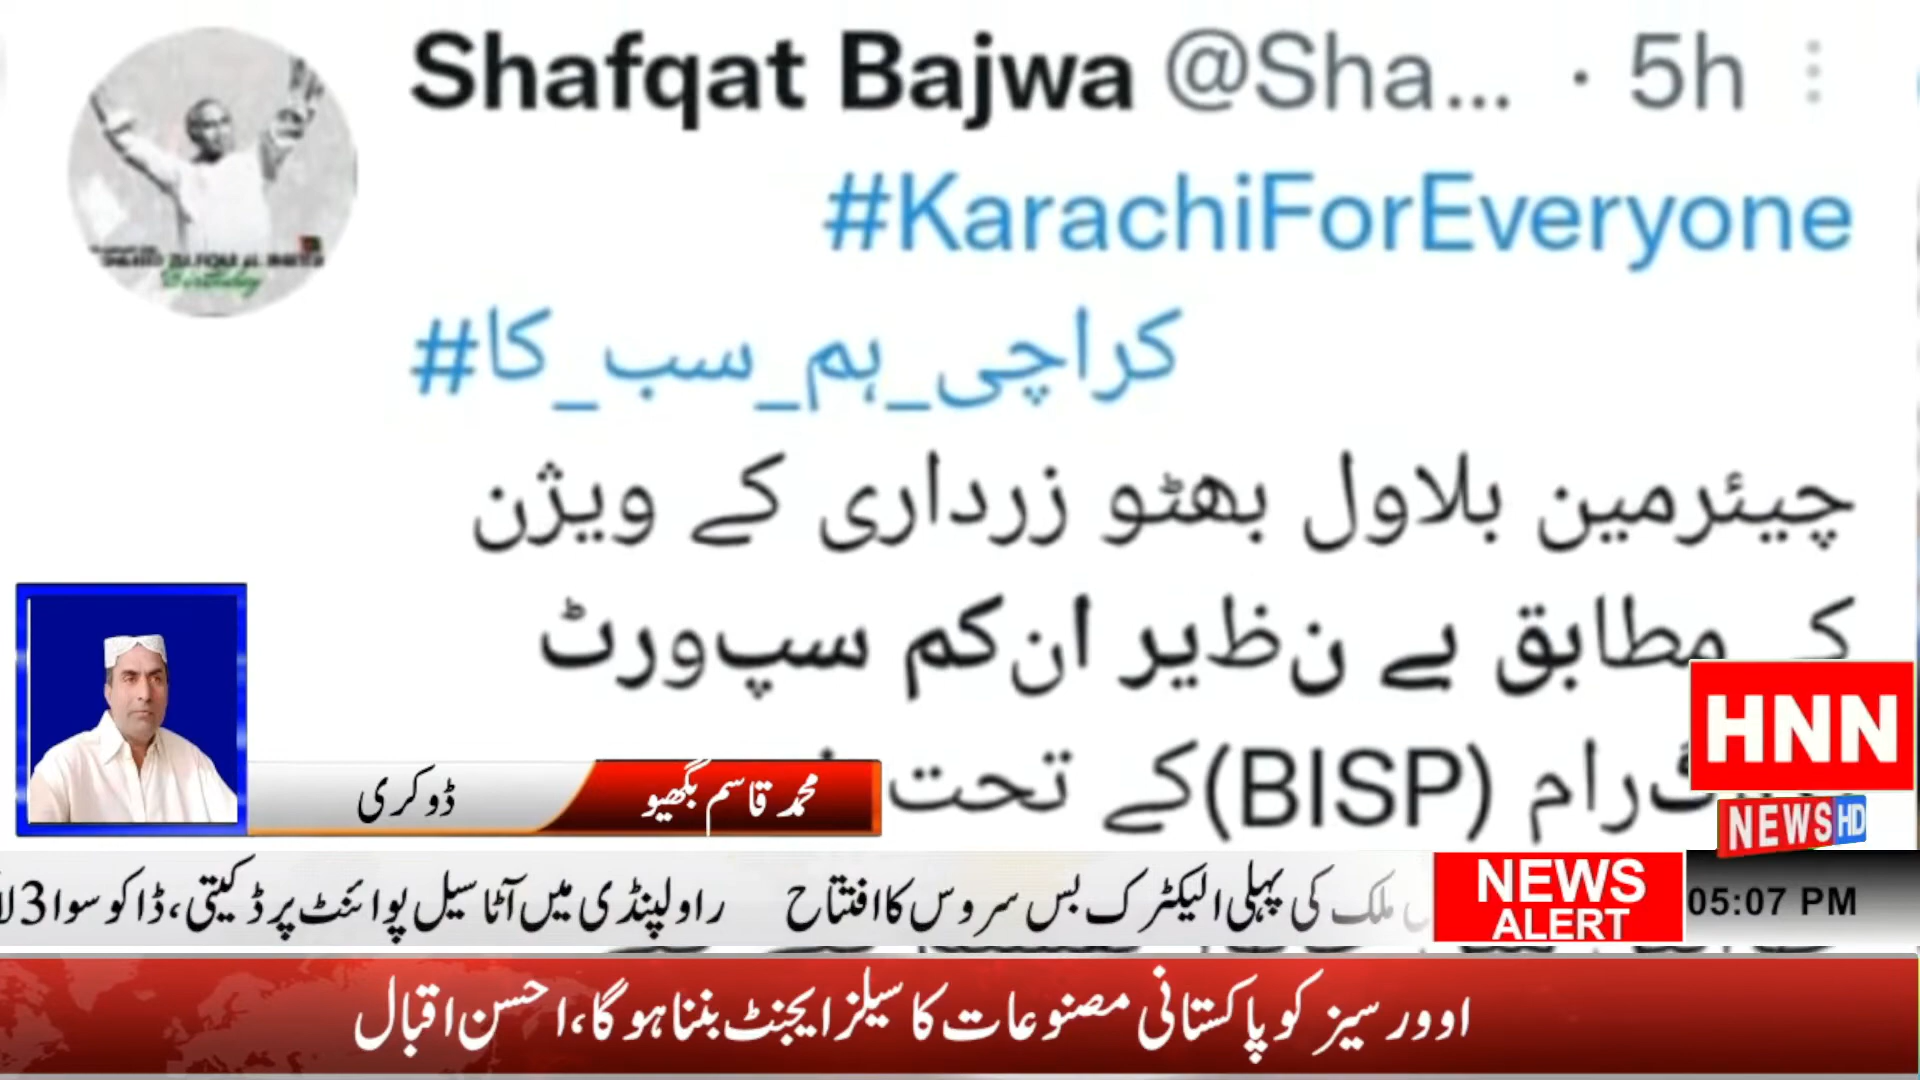 Shafqat Bajwa @Sha... · 5h
#KarachiForEveryone
#کراچی_ہم_سب_کا
چیئرمین بلاول بھٹو زرداری کے ویژن
کے مطابق بے نظیر انکم سپورٹ
(BISP) کے تحت
HNN
NEWS HD
محمد قاسم بگھیو
ڈوکری
ملک کی پہلی الیکٹرک بس سروس کا افتتاح راولپنڈی میں آٹا سیل پوائنٹ پر ڈکیتی، ڈاکو سوا 3
NEWS
ALERT
05:07 PM
اوورسیز کو پاکستانی مصنوعات کا سیلز ایجنٹ بننا ہوگا، احسن اقبال